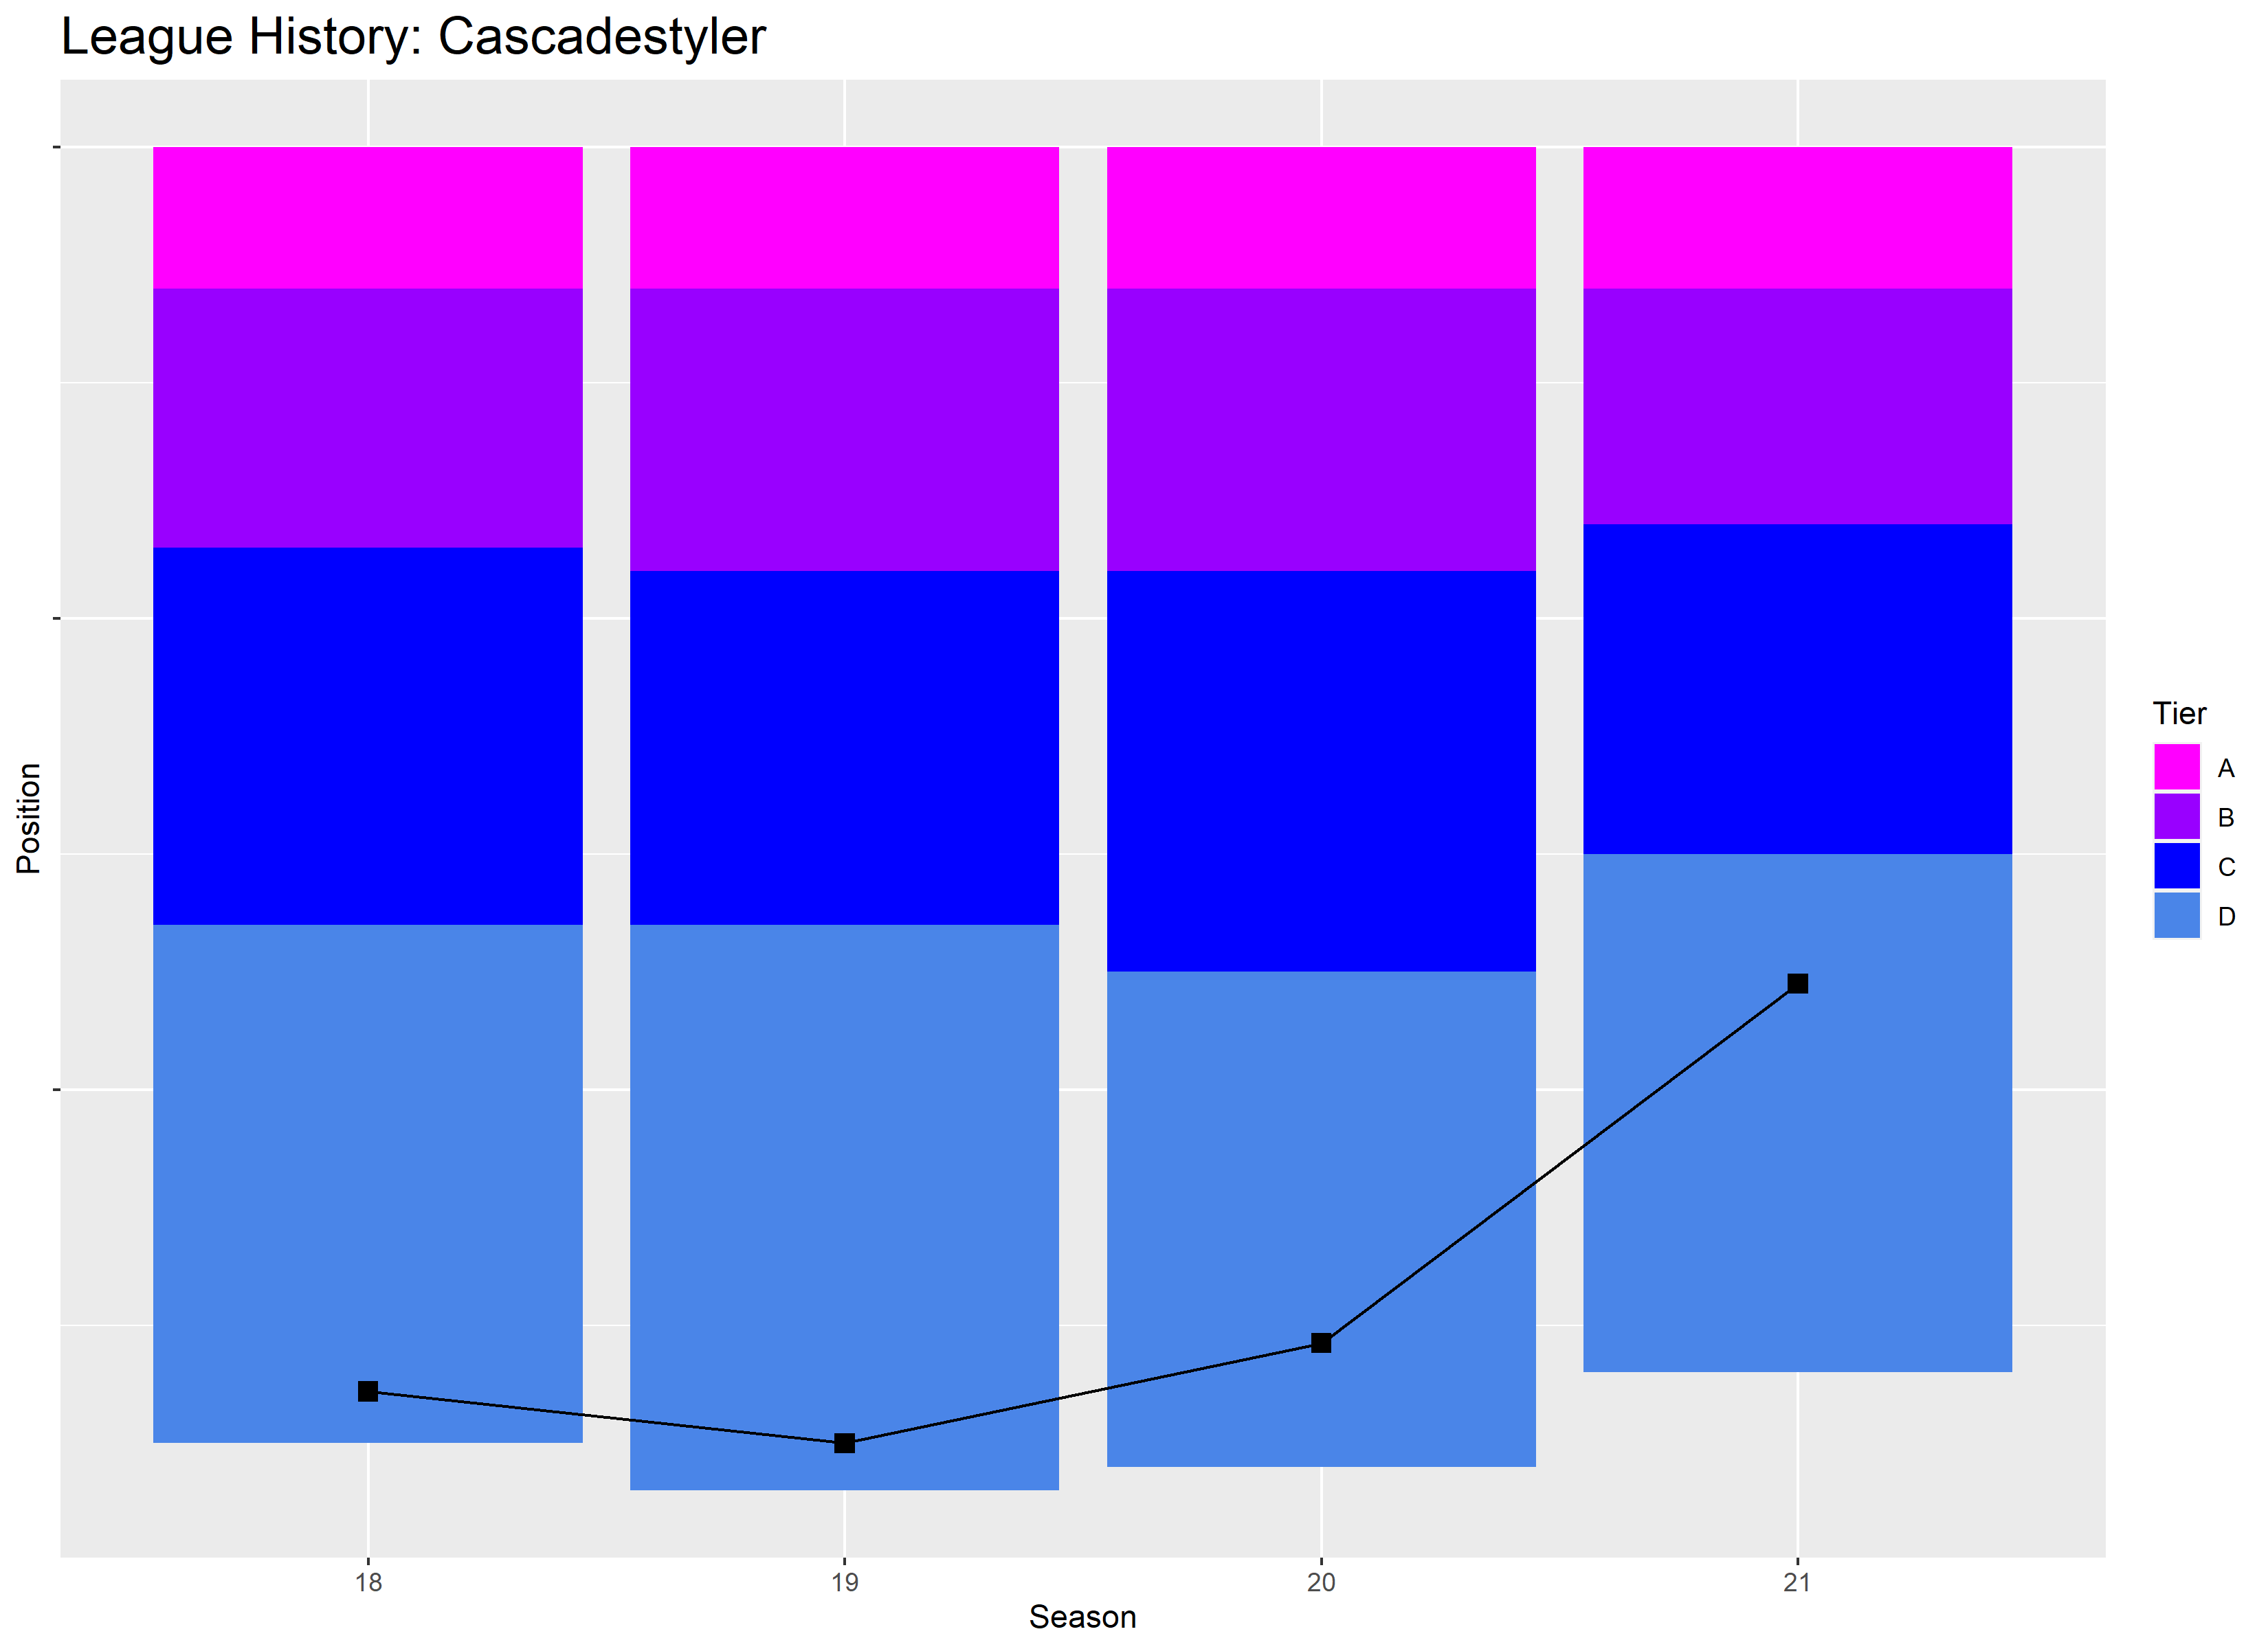 League History: Cascadestyler
Position
Tier
A
B
C
D
18
19
20
21
Season